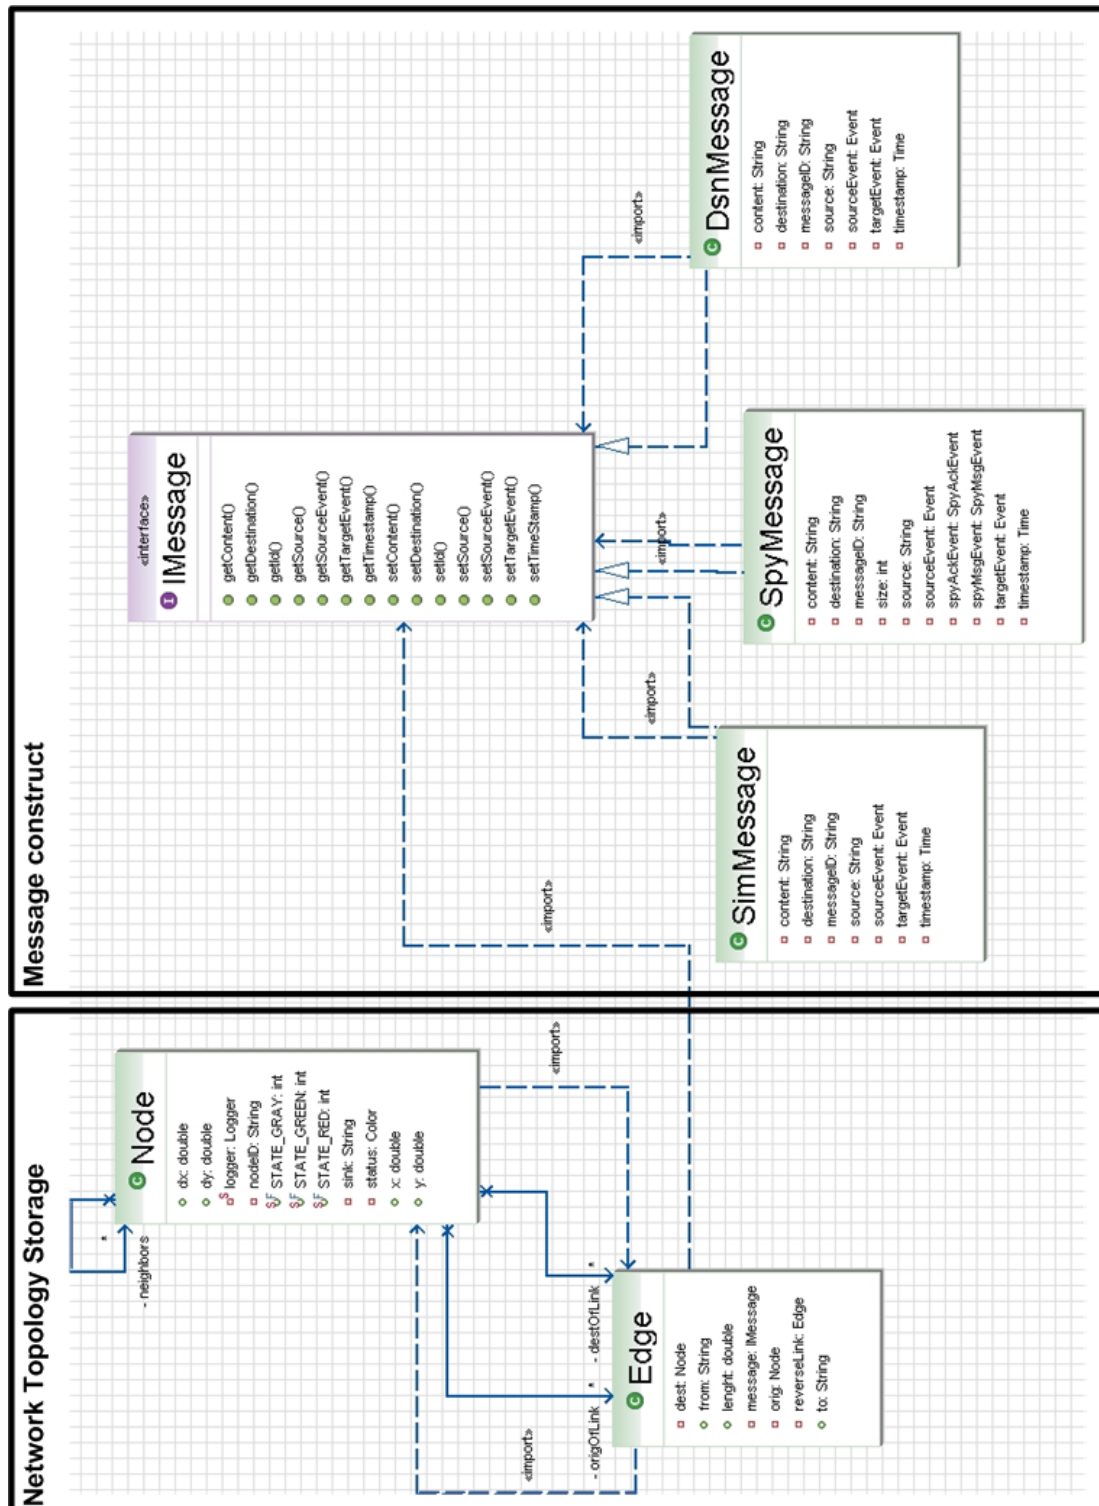 Message construct
«interface»
IMessage
getContent()
getDestination()
getId()
getSource()
getSourceEvent()
getTargetEvent()
getTimestamp()
setContent()
setDestination()
setId()
setSource()
setSourceEvent()
setTargetEvent()
setTimeStamp()
«import»
«import»
«import»
«import»
SimMessage
content: String
destination: String
messageID: String
source: String
sourceEvent: Event
targetEvent: Event
timestamp: Time
SpyMessage
content: String
destination: String
messageID: String
size: int
source: String
sourceEvent: Event
spyAckEvent: SpyAckEvent
spyMsgEvent: SpyMsgEvent
targetEvent: Event
timestamp: Time
DsnMessage
content: String
destination: String
messageID: String
source: String
sourceEvent: Event
targetEvent: Event
timestamp: Time
Network Topology Storage
Node
dx: double
dy: double
logger: Logger
nodeID: String
STATE_GRAY: int
STATE_GREEN: int
STATE_RED: int
sink: String
status: Color
x: double
y: double
*
- neighbors
«import»
«import»
- origOfLink
*
- destOfLink
*
Edge
dest: Node
from: String
lenght: double
message: IMessage
orig: Node
reverseLink: Edge
to: String